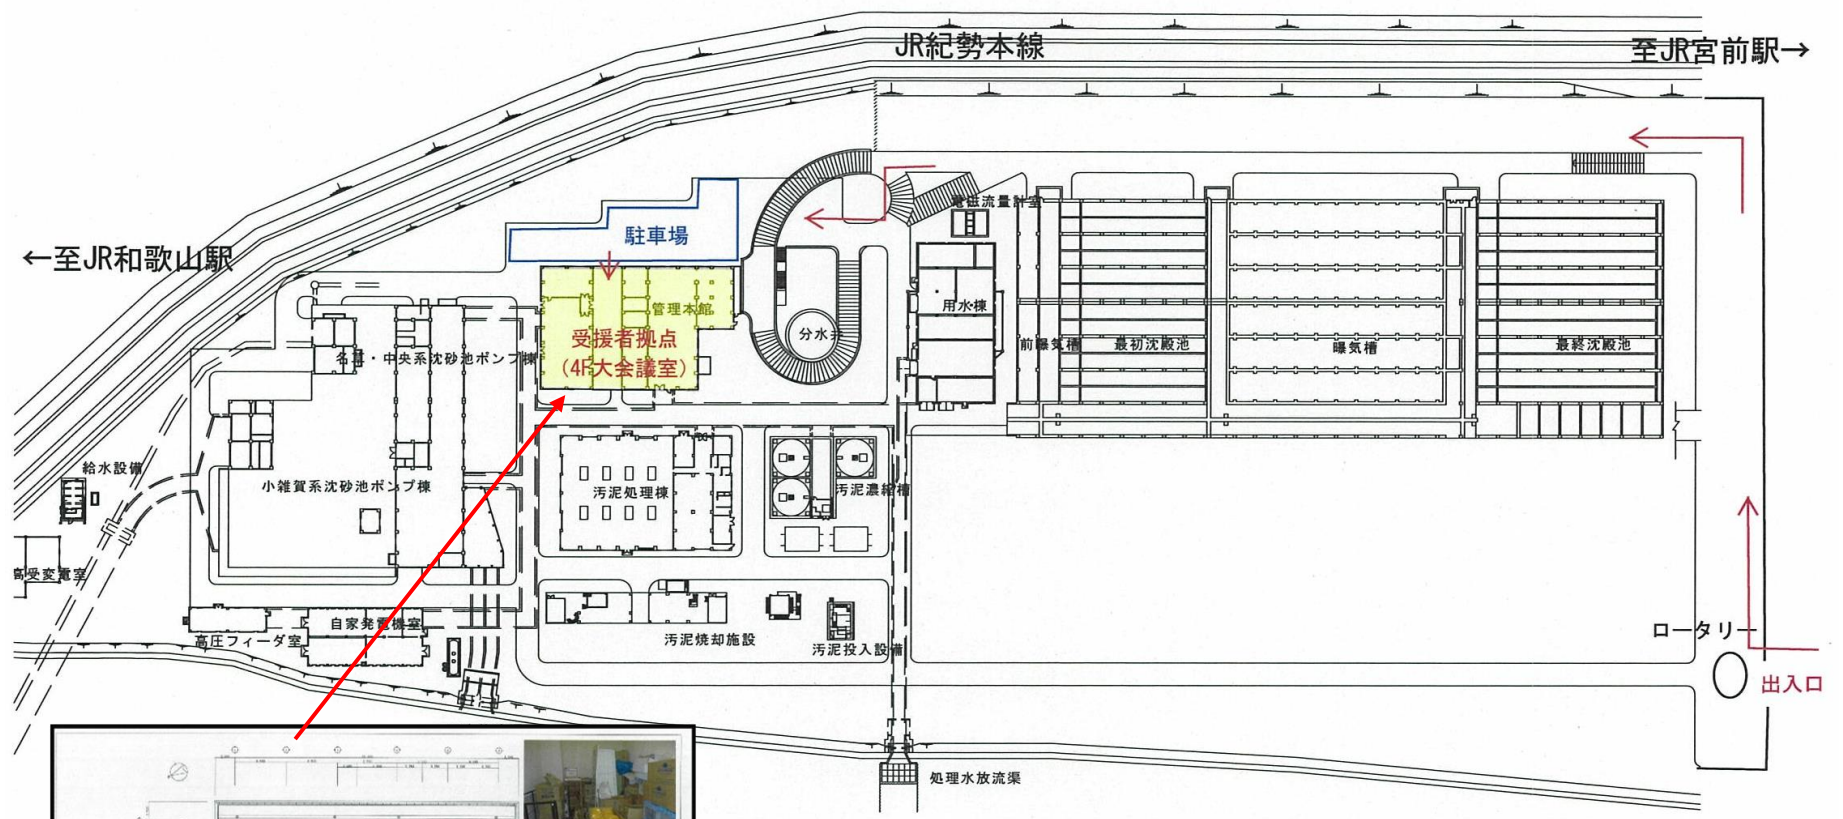 JR紀勢本線
至JR宮前駅→
←至JR和歌山駅
駐車場
電磁流量計室
管理本館
用水棟
受援者拠点
(4F大会議室)
分水井
名草・中央系沈砂池ポンプ棟
前曝気槽
最初沈殿池
曝気槽
最終沈殿池
給水設備
小雑賀系沈砂池ポンプ棟
汚泥処理棟
汚泥濃縮槽
高受変電室
自家発電機室
高圧フィーダ室
汚泥焼却施設
汚泥投入設備
ロータリー
出入口
処理水放流渠